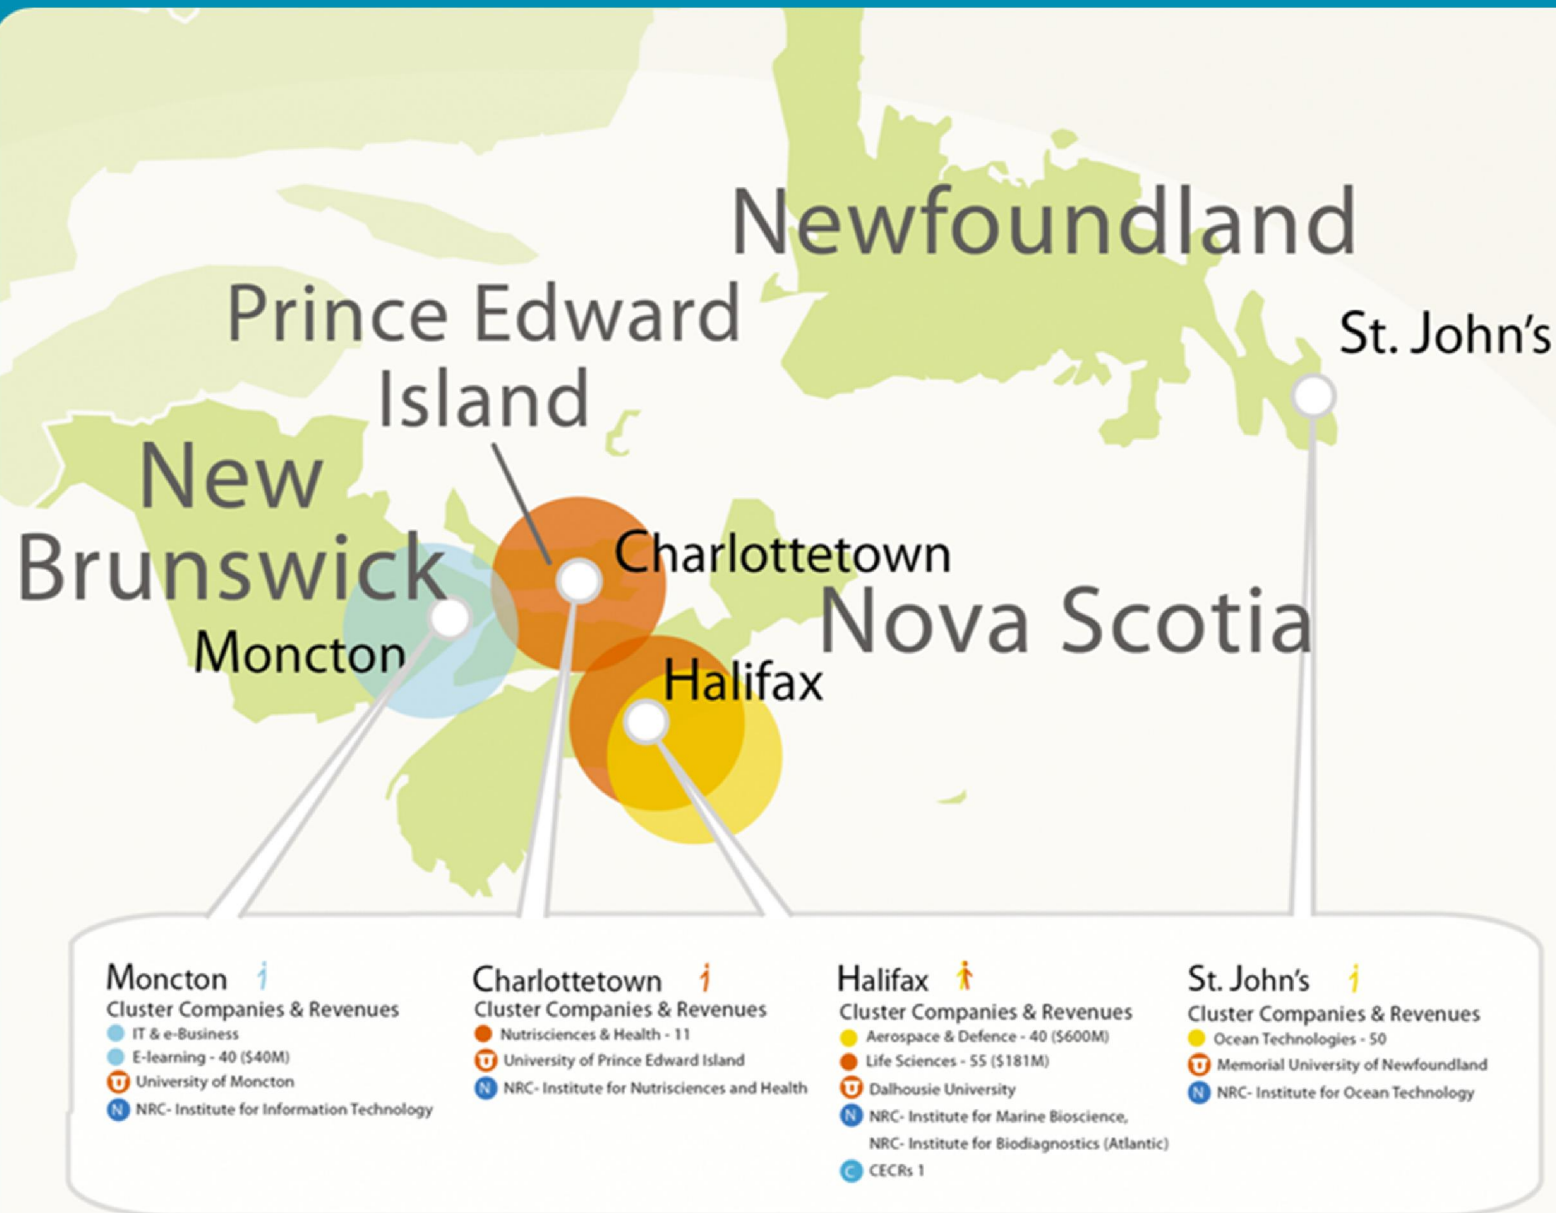 Newfoundland
St. John's
Prince Edward
Island
New
Brunswick
Charlottetown
Nova Scotia
Moncton
Halifax
Moncton
Cluster Companies & Revenues
IT & e-Business
E-learning - 40 ($40M)
U University of Moncton
N NRC- Institute for Information Technology
Charlottetown
Cluster Companies & Revenues
Nutrisciences & Health - 11
U University of Prince Edward Island
N NRC- Institute for Nutrisciences and Health
Halifax
Cluster Companies & Revenues
Aerospace & Defence - 40 ($600M)
Life Sciences - 55 ($181M)
U Dalhousie University
N NRC- Institute for Marine Bioscience,
NRC- Institute for Biodiagnostics (Atlantic)
C CECRs 1
St. John's
Cluster Companies & Revenues
Ocean Technologies - 50
U Memorial University of Newfoundland
N NRC- Institute for Ocean Technology